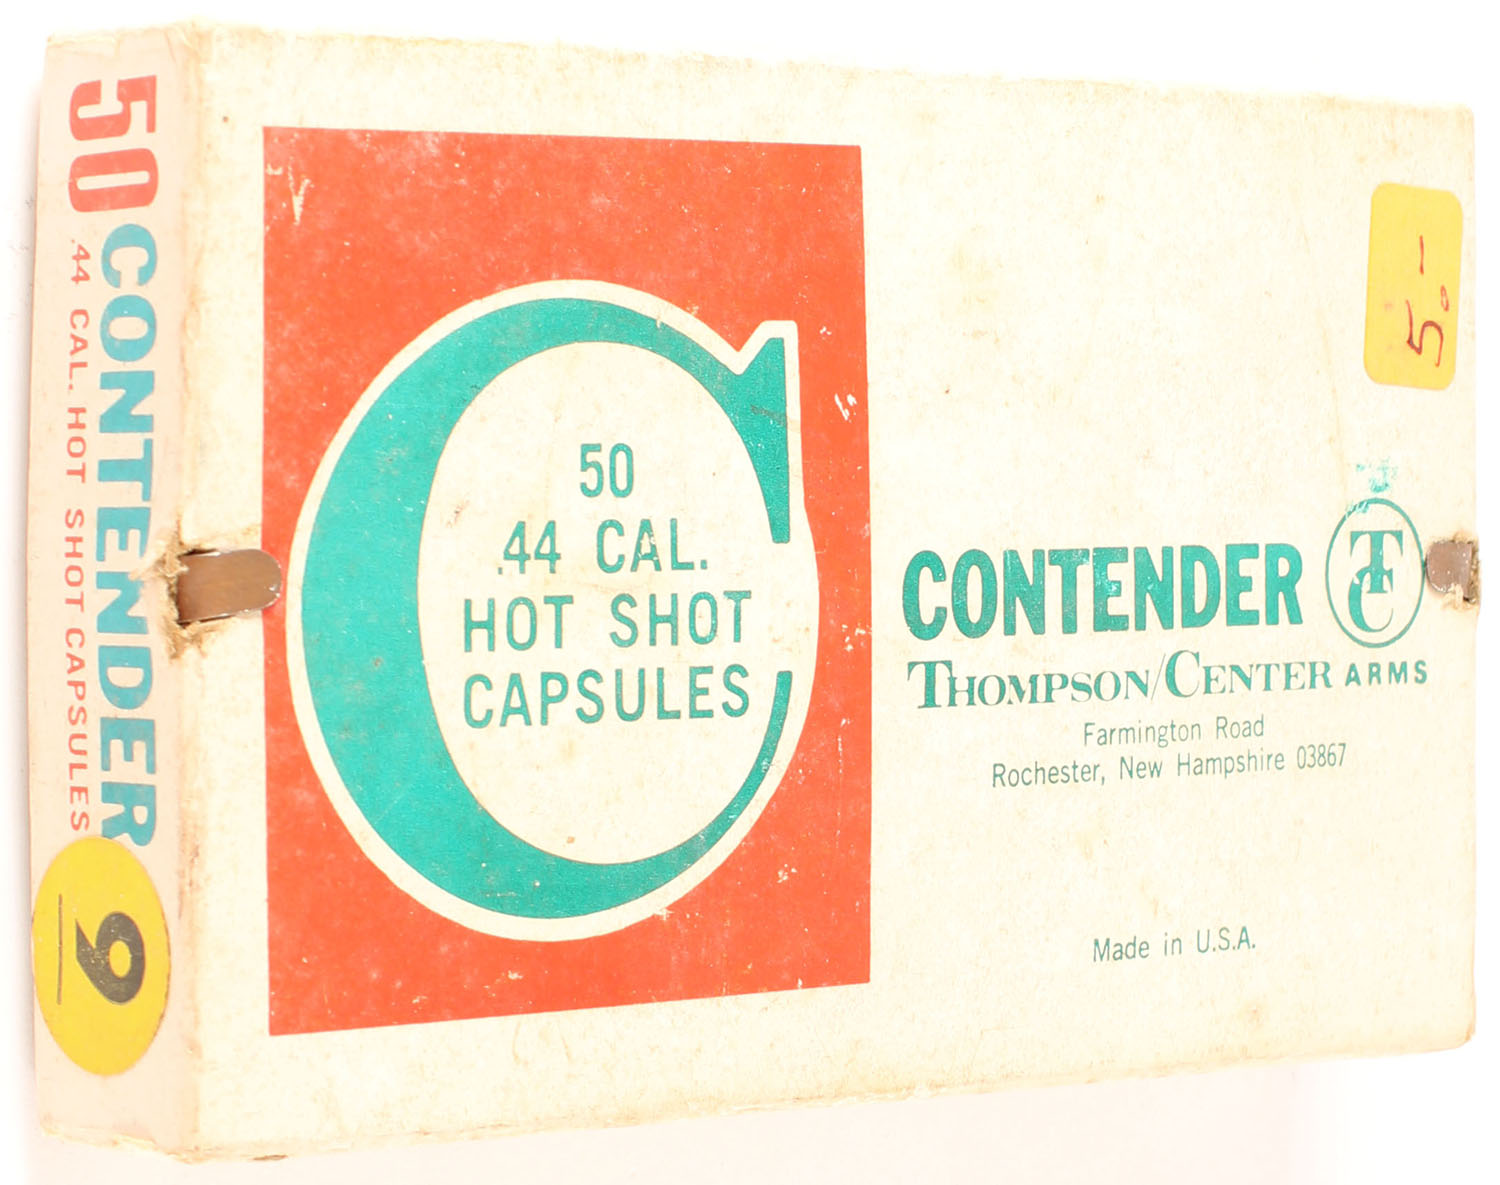 50 CONTENDER
.44 CAL. HOT SHOT CAPSULES
9
50
.44 CAL.
HOT SHOT
CAPSULES
5.-
CONTENDER TC
THOMPSON/CENTER ARMS
Farmington Road
Rochester, New Hampshire 03867
Made in U.S.A.